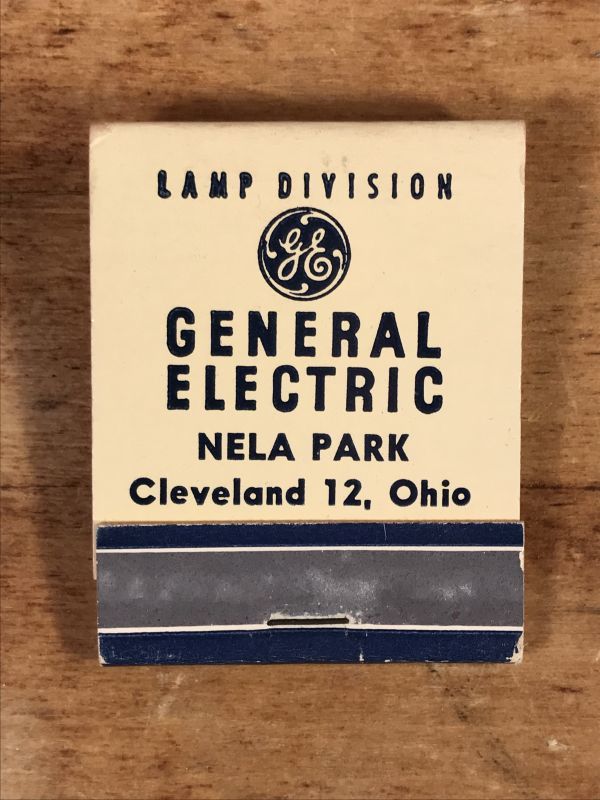 LAMP DIVISION
GE
GENERAL
ELECTRIC
NELA PARK
Cleveland 12, Ohio